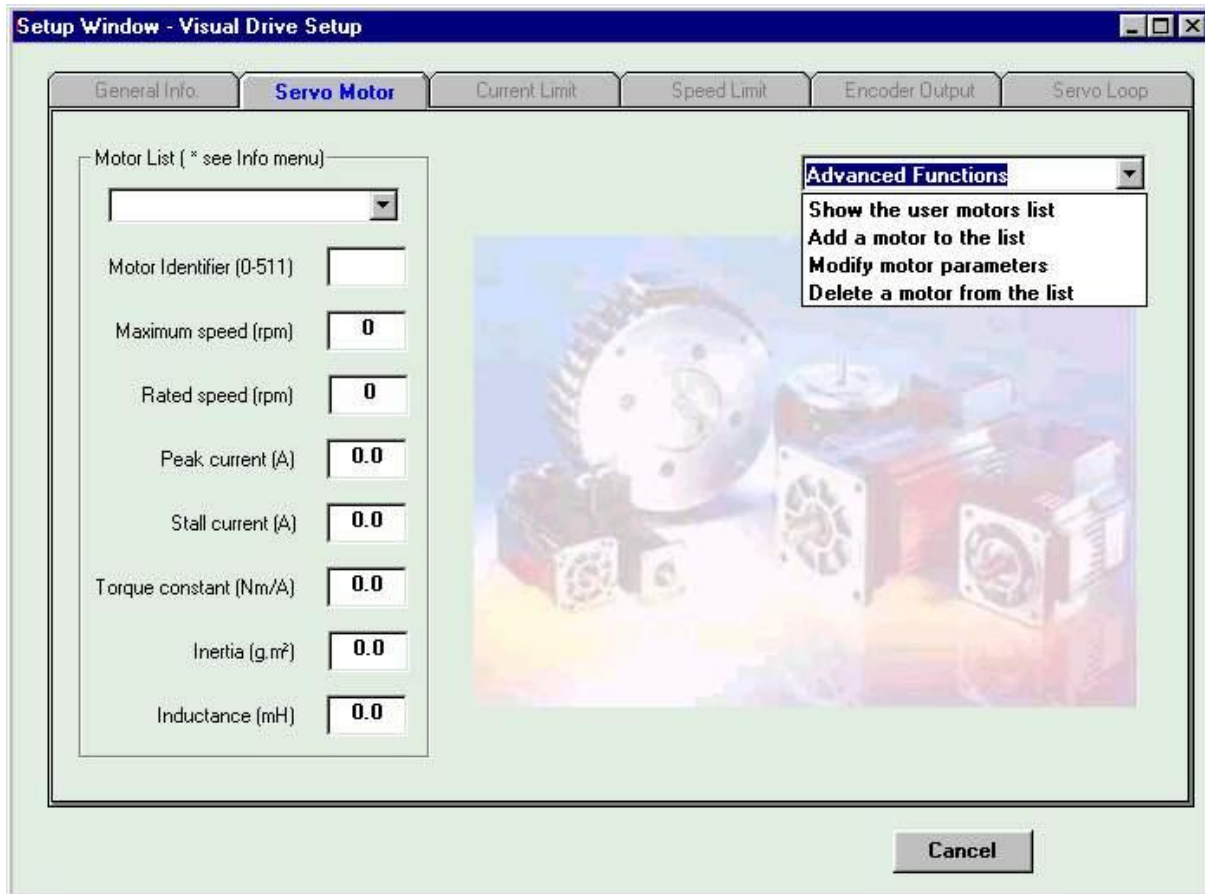 Setup Window - Visual Drive Setup
General Info.
Servo Motor
Current Limit
Speed Limit
Encoder Output
Servo Loop
Motor List ( * see Info menu)
Motor Identifier (0-511)
Maximum speed (rpm) 0
Rated speed (rpm) 0
Peak current (A) 0.0
Stall current (A) 0.0
Torque constant (Nm/A) 0.0
Inertia (g.m²) 0.0
Inductance (mH) 0.0
Advanced Functions
Show the user motors list
Add a motor to the list
Modify motor parameters
Delete a motor from the list
Cancel